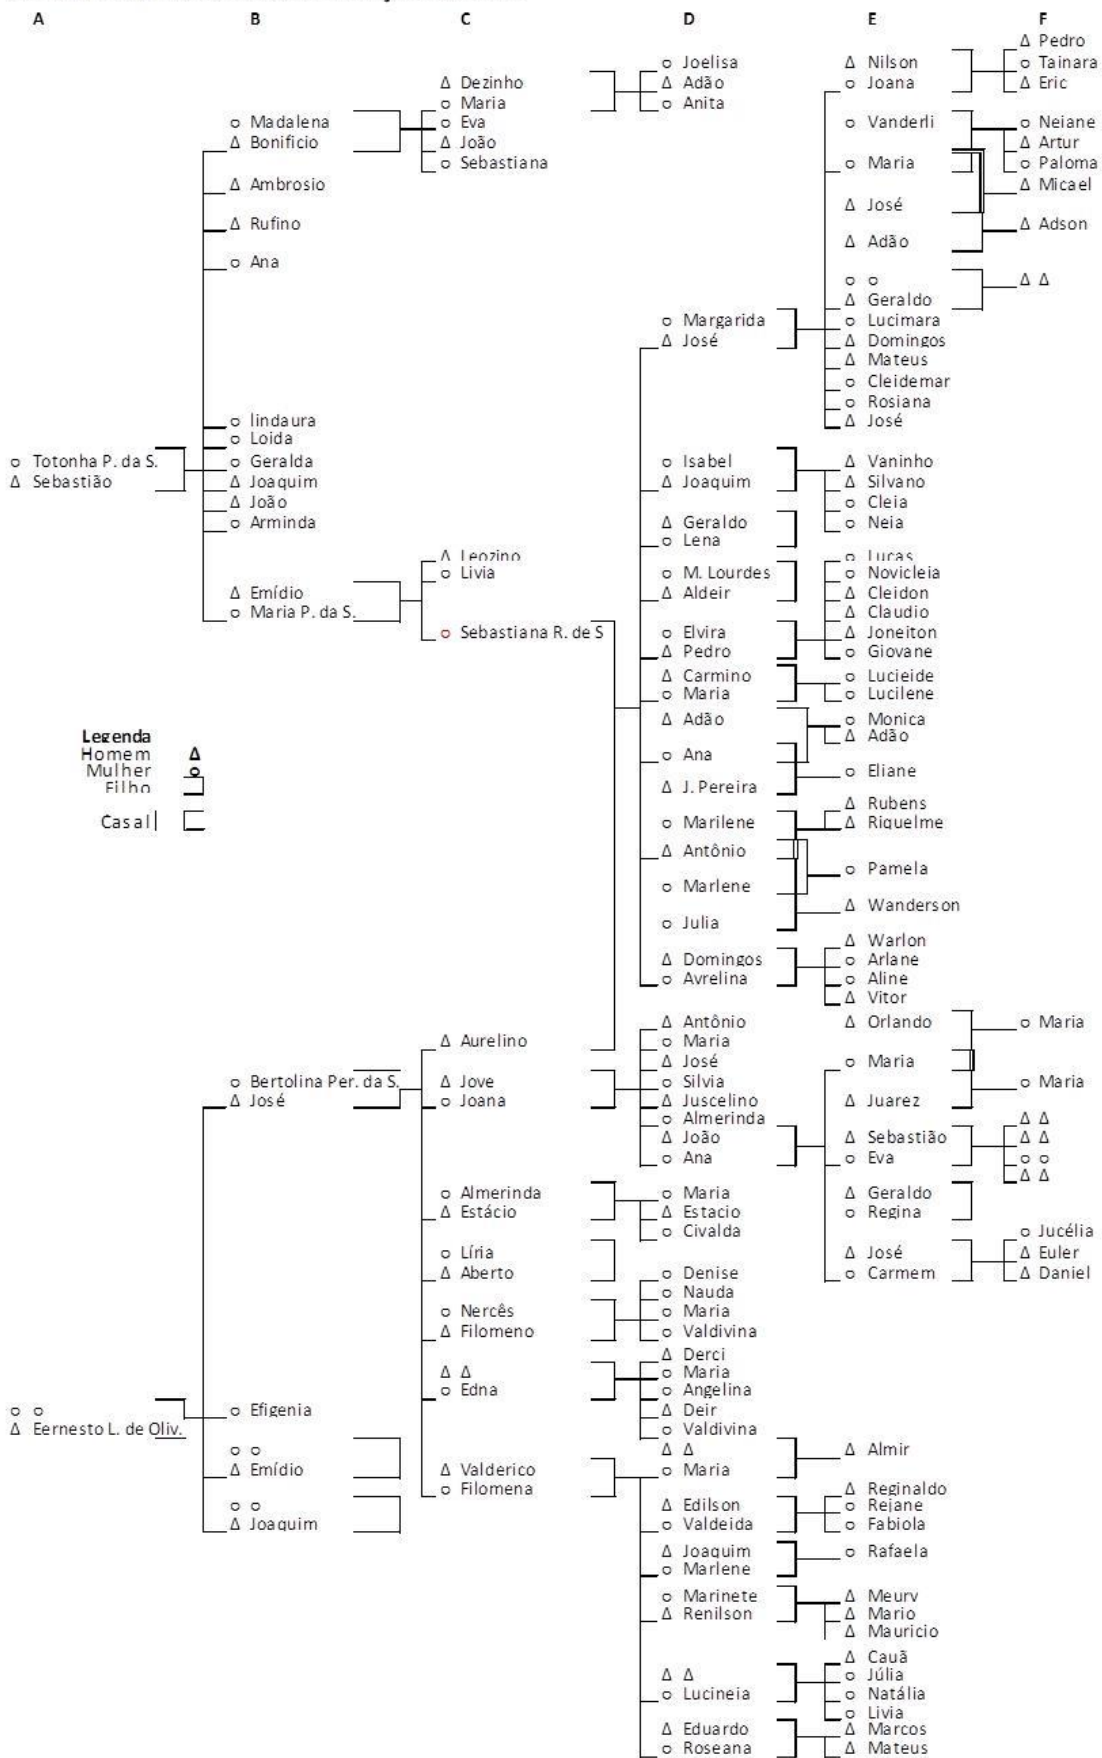 A B C D E F
Pedro
Nilson Tainara
Joelisa
Dezinho Adão Joana Eric
Maria Anita
Madalena Eva Vanderli Neiane
Bonificio João Artur
Sebastiana Maria Paloma
Ambrosio Micael
José
Rufino Adson
Adão
Ana
Geraldo
Margarida Lucimara
José Domingos
Mateus
Cleidemar
Rosiana
lindaura José
Loida
Totonha P. da S. Geralda Isabel Vaninho
Sebastião Joaquim Joaquim Silvano
João Cleia
Arminda Geraldo Neia
Lena
Leozino Lucas
Livia M. Lourdes Novicleia
Emídio Aldeir Cleidon
Maria P. da S. Claudio
Sebastiana R. de S Elvira Joneiton
Pedro Giovane
Carmino Lucieide
Maria Lucilene
Adão Monica
Legenda Adão
Homem Ana
Mulher Eliane
Filho J. Pereira
Rubens
Casal Marilene Riquelme
Antônio
Pamela
Marlene
Wanderson
Julia
Warlon
Domingos Arlane
Avrelina Aline
Vitor
Antônio Orlando Maria
Aurelino Maria
José Maria
Bertolina Per. da S. Jove Silvia Maria
José Joana Juscelino Juarez
Almerinda
João Sebastião
Ana Eva
Almerinda Maria Geraldo
Estácio Estacio Regina
Civalda Jucélia
Líria José Euler
Aberto Denise Carmem Daniel
Nauda
Nercês Maria
Filomeno Valdivina
Derci
Maria
Edna Angelina
Efigenia Deir
Eernesto L. de Oliv. Valdivina
Almir
Emídio Valderico Maria
Filomena Reginaldo
Edilson Rejane
Joaquim Valdeida Fabiola
Joaquim Rafaela
Marlene
Marinete Meurv
Renilson Mario
Mauricio
Cauã
Júlia
Lucineia Natália
Livia
Eduardo Marcos
Roseana Mateus